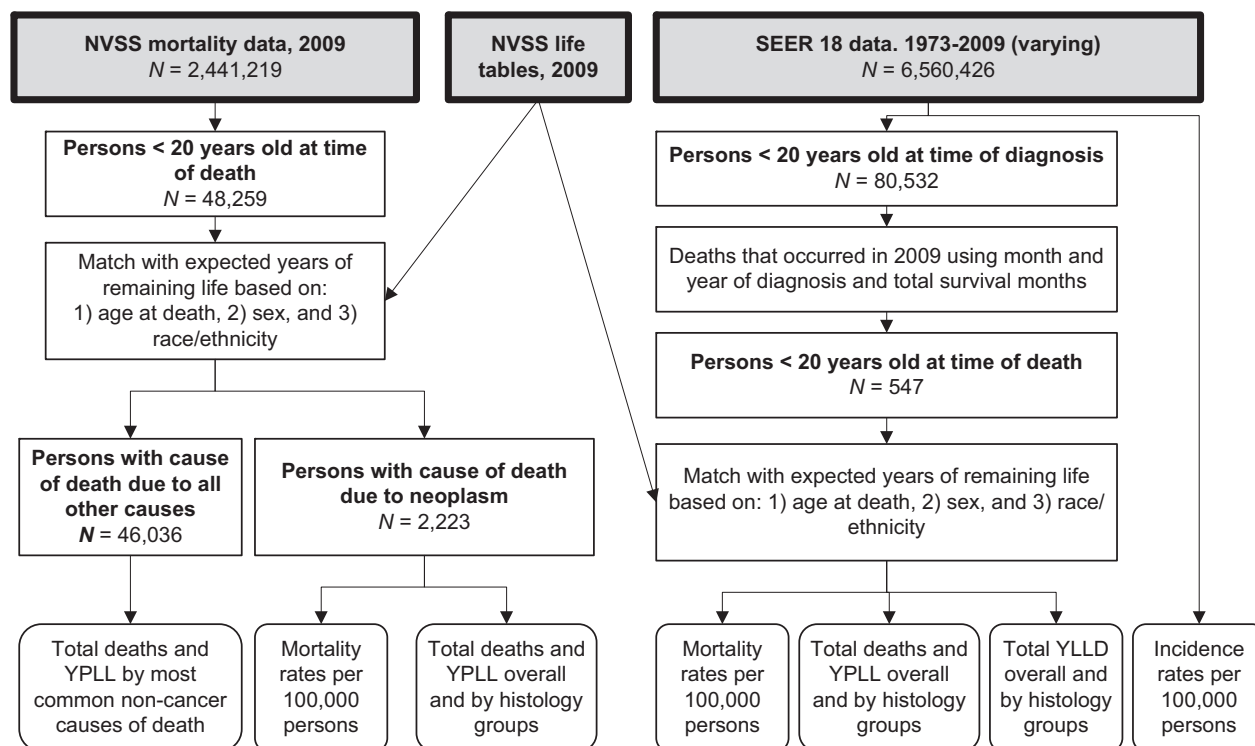 NVSS mortality data, 2009
N = 2,441,219
NVSS life
tables, 2009
SEER 18 data. 1973-2009 (varying)
N = 6,560,426
Persons < 20 years old at time
of death
N = 48,259
Persons < 20 years old at time of diagnosis
N = 80,532
Match with expected years of
remaining life based on:
1) age at death, 2) sex, and 3)
race/ethnicity
Deaths that occurred in 2009 using month and
year of diagnosis and total survival months
Persons < 20 years old at time of death
N = 547
Persons with cause
of death due to all
other causes
N = 46,036
Persons with cause of death
due to neoplasm
N = 2,223
Match with expected years of remaining life
based on: 1) age at death, 2) sex, and 3) race/
ethnicity
Total deaths and
YPLL by most
common non-cancer
causes of death
Mortality
rates per
100,000
persons
Total deaths and
YPLL overall
and by histology
groups
Mortality
rates per
100,000
persons
Total deaths and
YPLL overall
and by histology
groups
Total YLLD
overall and
by histology
groups
Incidence
rates per
100,000
persons